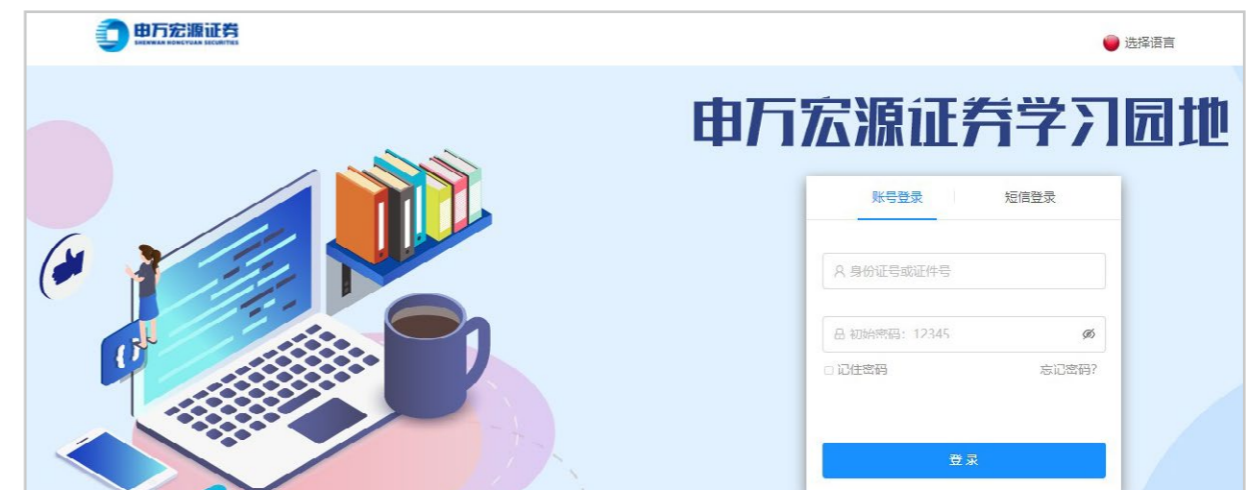 申万宏源证券
SHENWAN HONGYUAN SECURITIES
选择语言
申万宏源证券学习园地
账号登录
短信登录
身份证号或证件号
初始密码：12345
记住密码
忘记密码?
登录